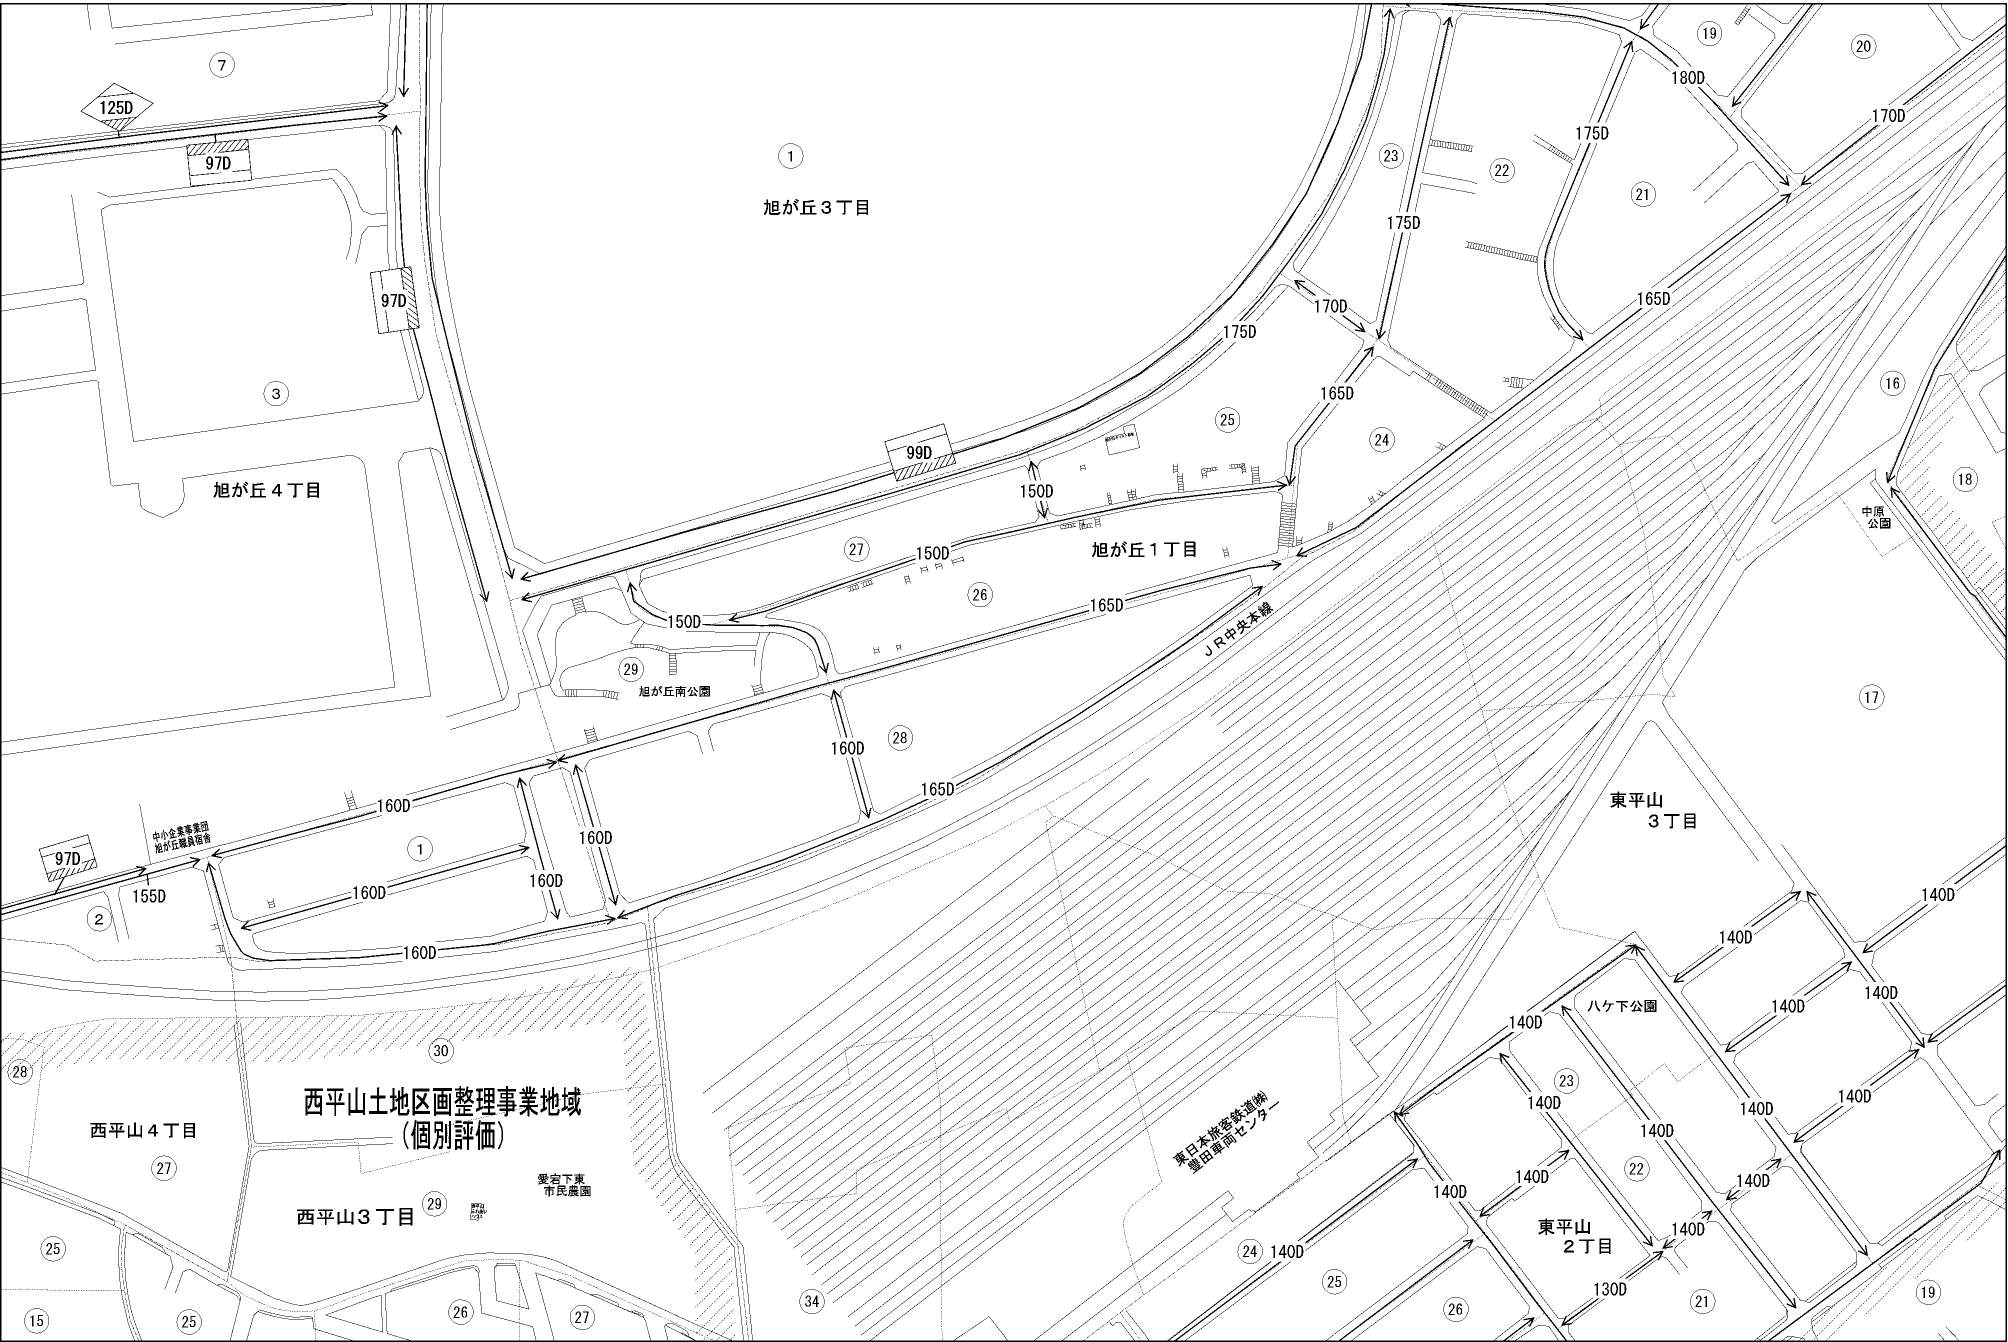 7
125D
97D
97D
3
旭が丘４丁目
1
旭が丘３丁目
99D
175D
19
20
180D
170D
23
22
175D
175D
21
170D
165D
165D
25
24
150D
27
150D
旭が丘１丁目
26
150D
165D
29
旭が丘南公園
160D
28
165D
ＪＲ中央本線
16
18
中原
公園
17
東平山
３丁目
97D
中小企業事業団
旭が丘職員宿舎
155D
2
160D
1
160D
160D
160D
160D
28
30
西平山土地区画整理事業地域
(個別評価)
西平山４丁目
27
西平山３丁目
29
愛宕下東
市民農園
25
15
25
26
27
34
東日本旅客鉄道㈱
豊田車両センター
140D
140D
140D
140D
八ケ下公園
140D
23
140D
140D
140D
140D
22
140D
140D
140D
140D
東平山
２丁目
130D
21
19
24
140D
25
26